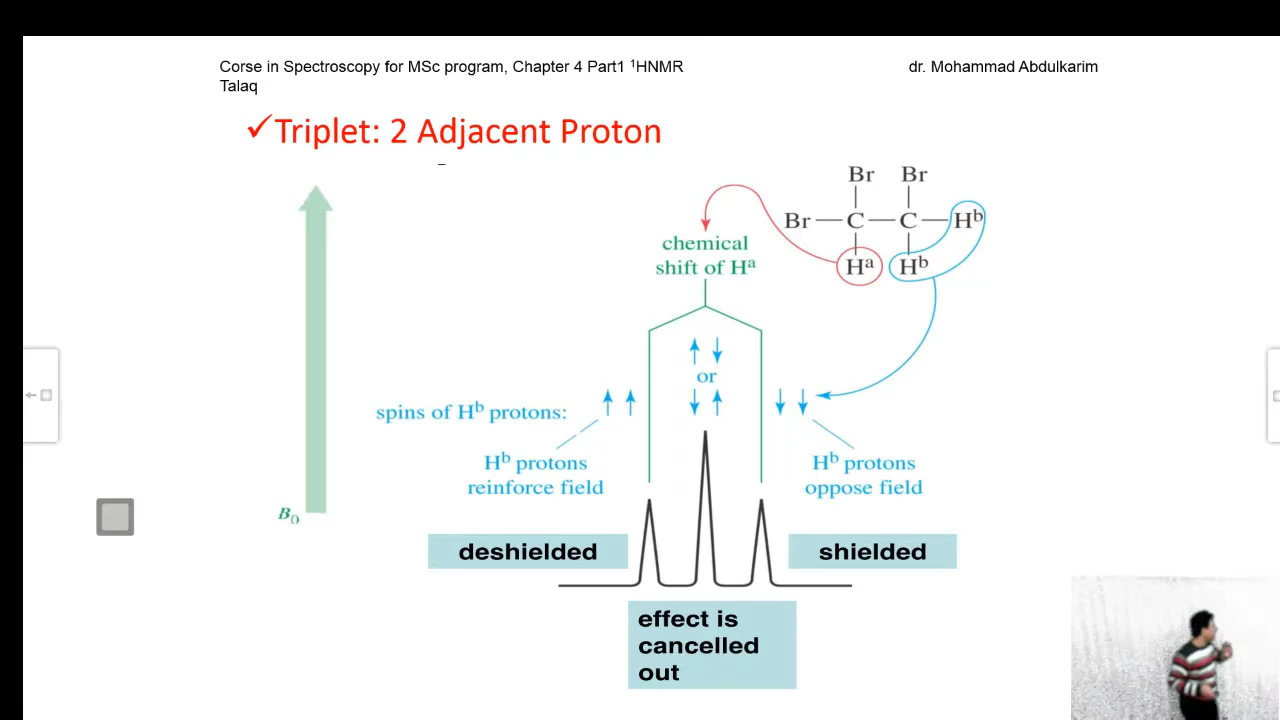 Corse in Spectroscopy for MSc program, Chapter 4 Part1 ¹HNMR dr. Mohammad Abdulkarim
Talaq
✓Triplet: 2 Adjacent Proton
Br Br
Br—C—C—Hᵇ
Hᵃ Hᵇ
chemical
shift of Hᵃ
or
spins of Hᵇ protons:
Hᵇ protons
reinforce field
Hᵇ protons
oppose field
B₀
deshielded
shielded
effect is
cancelled
out